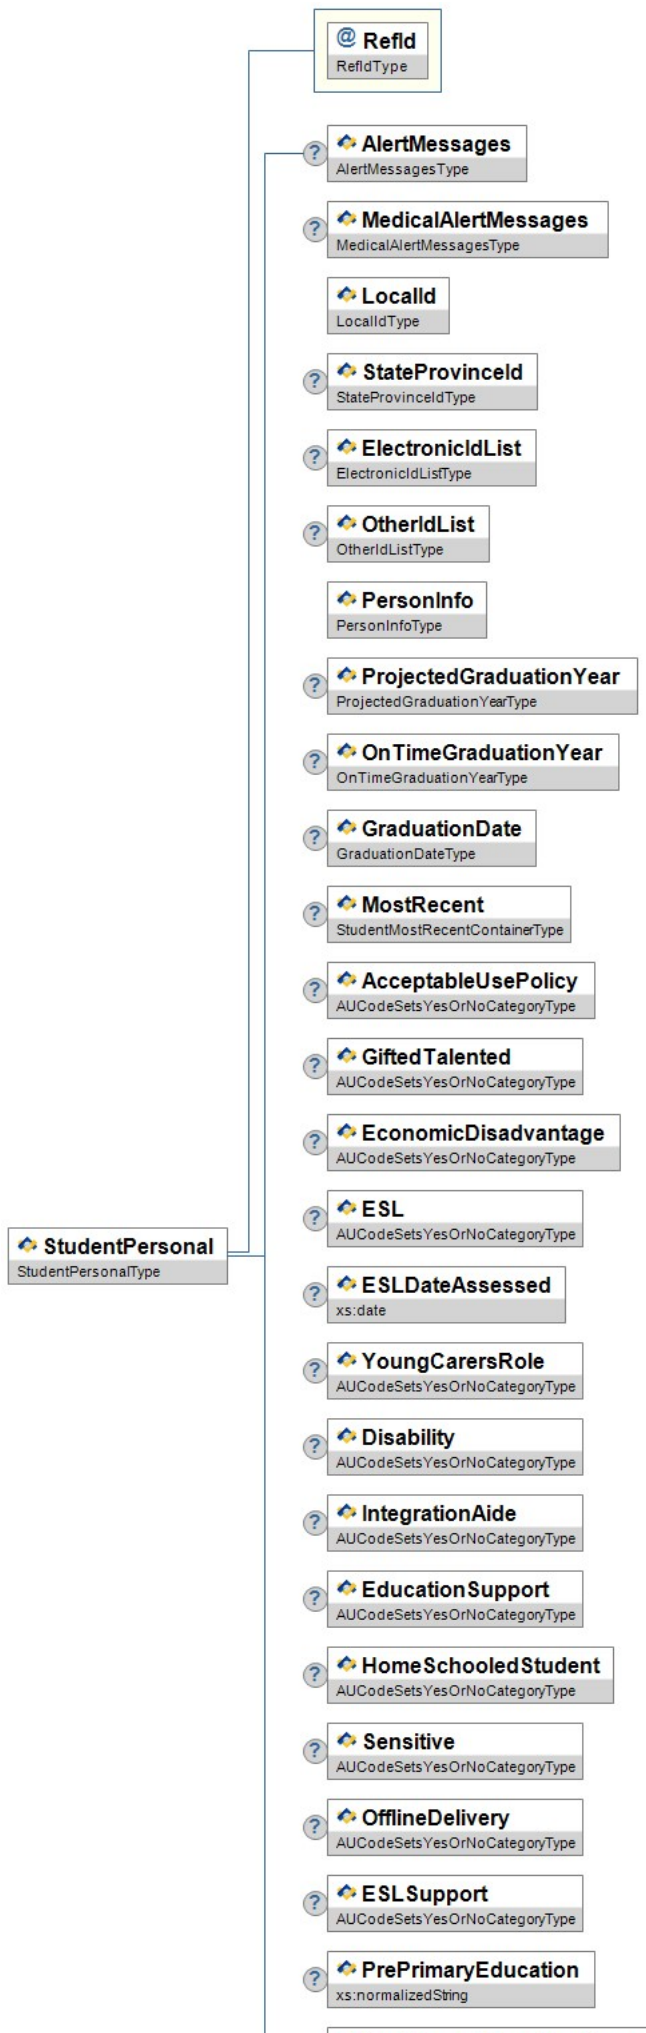 @ RefId
RefIdType
? AlertMessages
AlertMessagesType
? MedicalAlertMessages
MedicalAlertMessagesType
LocalId
LocalIdType
? StateProvinceId
StateProvinceIdType
? ElectronicIdList
ElectronicIdListType
? OtherIdList
OtherIdListType
PersonInfo
PersonInfoType
? ProjectedGraduationYear
ProjectedGraduationYearType
? OnTimeGraduationYear
OnTimeGraduationYearType
? GraduationDate
GraduationDateType
? MostRecent
StudentMostRecentContainerType
? AcceptableUsePolicy
AUCodeSetsYesOrNoCategoryType
? GiftedTalented
AUCodeSetsYesOrNoCategoryType
? EconomicDisadvantage
AUCodeSetsYesOrNoCategoryType
? ESL
AUCodeSetsYesOrNoCategoryType
StudentPersonal
StudentPersonalType
? ESLDateAssessed
xs:date
? YoungCarersRole
AUCodeSetsYesOrNoCategoryType
? Disability
AUCodeSetsYesOrNoCategoryType
? IntegrationAide
AUCodeSetsYesOrNoCategoryType
? EducationSupport
AUCodeSetsYesOrNoCategoryType
? HomeSchooledStudent
AUCodeSetsYesOrNoCategoryType
? Sensitive
AUCodeSetsYesOrNoCategoryType
? OfflineDelivery
AUCodeSetsYesOrNoCategoryType
? ESLSupport
AUCodeSetsYesOrNoCategoryType
? PrePrimaryEducation
xs:normalizedString